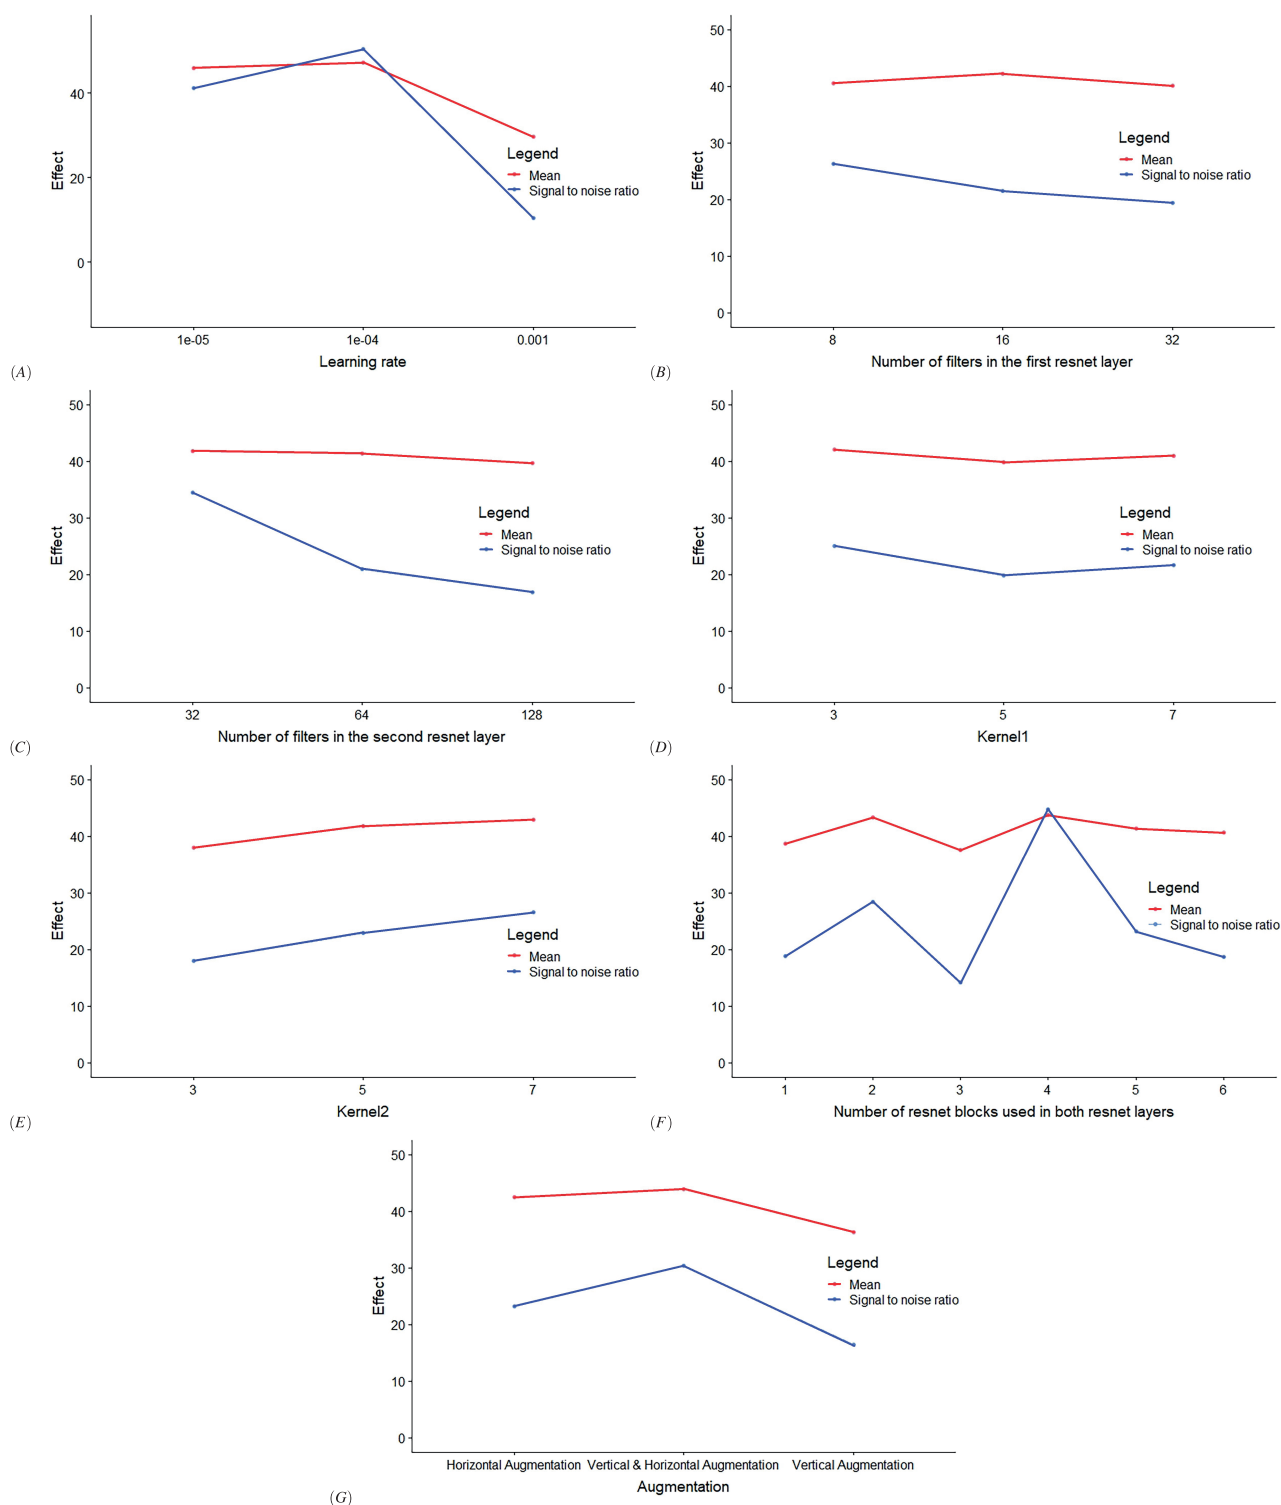 40
20
0
Effect
Legend
Mean
Signal to noise ratio
1e-05 1e-04 0.001
Learning rate
(A)
50
40
30
20
10
0
Effect
Legend
Mean
Signal to noise ratio
8 16 32
Number of filters in the first resnet layer
(B)
50
40
30
20
10
0
Effect
Legend
Mean
Signal to noise ratio
32 64 128
Number of filters in the second resnet layer
(C)
50
40
30
20
10
0
Effect
Legend
Mean
Signal to noise ratio
3 5 7
Kernel1
(D)
50
40
30
20
10
0
Effect
Legend
Mean
Signal to noise ratio
3 5 7
Kernel2
(E)
50
40
30
20
10
0
Effect
Legend
Mean
Signal to noise ratio
1 2 3 4 5 6
Number of resnet blocks used in both resnet layers
(F)
50
40
30
20
10
0
Effect
Legend
Mean
Signal to noise ratio
Horizontal Augmentation Vertical & Horizontal Augmentation Vertical Augmentation
Augmentation
(G)